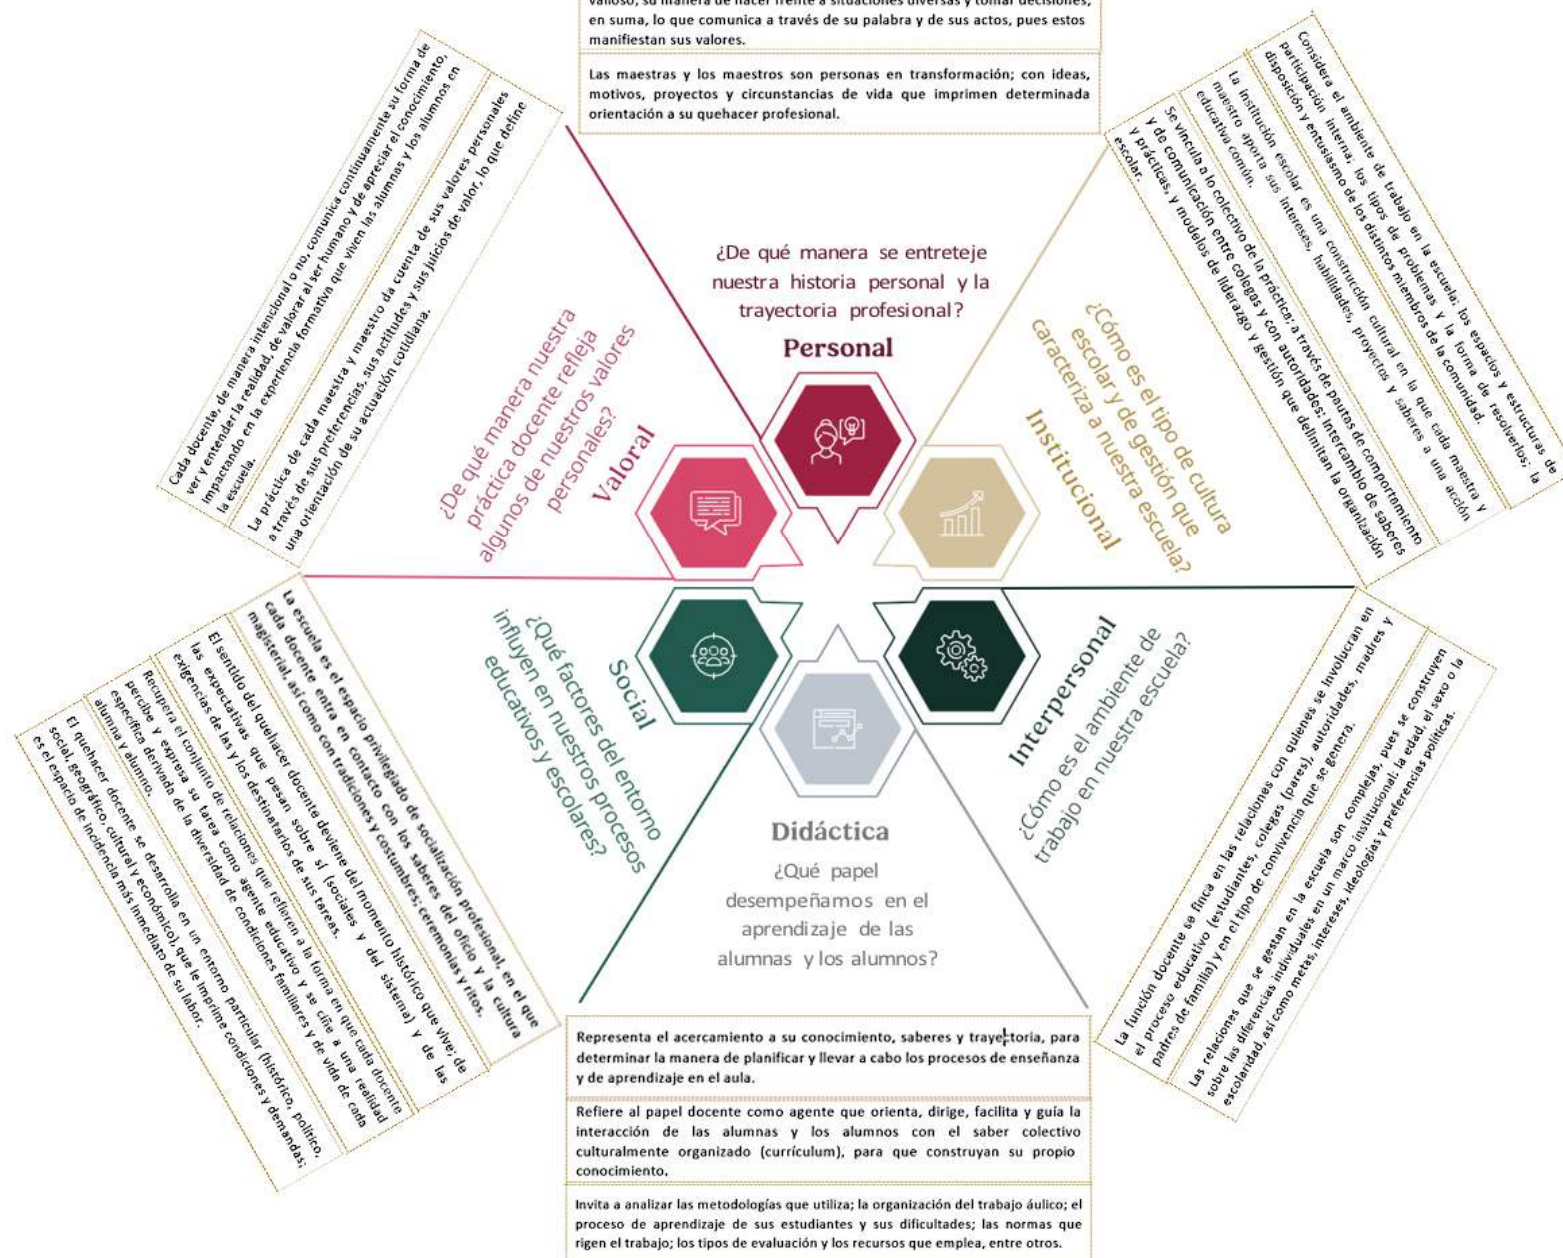 valioso, su manera de hacer frente a situaciones diversas y tomar decisiones,
en suma, lo que comunica a través de su palabra y de sus actos, pues estos
manifiestan sus valores.
Las maestras y los maestros son personas en transformación; con ideas,
motivos, proyectos y circunstancias de vida que imprimen determinada
orientación a su quehacer profesional.
¿De qué manera se entreteje
nuestra historia personal y la
trayectoria profesional?
Personal
Considera el ambiente de trabajo en la escuela: los espacios y estructuras de
participación interna; los tipos de problemas y la forma de resolverlos; la
disposición y entusiasmo de los distintos miembros de la comunidad.
La institución escolar es una construcción cultural en la que cada maestra y
maestro aporta sus intereses, habilidades, proyectos y saberes a una acción
educativa común.
Se vincula a lo colectivo de la práctica: a través de pautas de comportamiento
y de comunicación entre colegas y con autoridades; intercambio de saberes
y prácticas, y modelos de liderazgo y gestión que delimitan la organización
escolar.
¿Cómo es el tipo de cultura
escolar y de gestión que
caracteriza a nuestra escuela?
Institucional
Interpersonal
¿Cómo es el ambiente de
trabajo en nuestra escuela?
La función docente se finca en las relaciones con quienes se involucran en
el proceso educativo (estudiantes, colegas (pares), autoridades, madres y
padres de familia) y en el tipo de convivencia que se genera.
Las relaciones que se gestan en la escuela son complejas, pues se construyen
sobre las diferencias individuales en un marco institucional: la edad, el sexo o la
escolaridad, así como metas, intereses, ideologías y preferencias políticas.
Didáctica
¿Qué papel
desempeñamos en el
aprendizaje de las
alumnas y los alumnos?
Representa el acercamiento a su conocimiento, saberes y trayectoria, para
determinar la manera de planificar y llevar a cabo los procesos de enseñanza
y de aprendizaje en el aula.
Refiere al papel docente como agente que orienta, dirige, facilita y guía la
interacción de las alumnas y los alumnos con el saber colectivo
culturalmente organizado (currículum), para que construyan su propio
conocimiento.
Invita a analizar las metodologías que utiliza; la organización del trabajo áulico; el
proceso de aprendizaje de sus estudiantes y sus dificultades; las normas que
rigen el trabajo; los tipos de evaluación y los recursos que emplea, entre otros.
Social
¿Qué factores del entorno
influyen en nuestros procesos
educativos y escolares?
La escuela es el espacio privilegiado de socialización profesional, en el que
cada docente entra en contacto con los saberes del oficio y la cultura
magisterial, así como con tradiciones y costumbres; ceremonias y ritos.
El sentido del quehacer docente deviene del momento histórico que vive; de
las expectativas que pesan sobre sí (sociales y del sistema) y de las
exigencias de las y los destinatarios de sus tareas.
Recupera el conjunto de relaciones que refieren a la forma en que cada docente
percibe y expresa su tarea como agente educativo y se ciñe a una realidad
específica derivada de la diversidad de condiciones familiares y de vida de cada
alumna y alumno.
El quehacer docente se desarrolla en un entorno particular (histórico, político,
social, geográfico, cultural y económico), que le imprime condiciones y demandas;
es el espacio de incidencia más inmediato de su labor.
¿De qué manera nuestra
práctica docente refleja
algunos de nuestros valores
personales?
Valoral
Cada docente, de manera intencional o no, comunica continuamente su forma de
ver y entender la realidad, de valorar al ser humano y de apreciar el conocimiento,
impactando en la experiencia formativa que viven las alumnas y los alumnos en
la escuela.
La práctica de cada maestra y maestro da cuenta de sus valores personales
a través de sus preferencias, sus actitudes y sus juicios de valor, lo que define
una orientación de su actuación cotidiana.